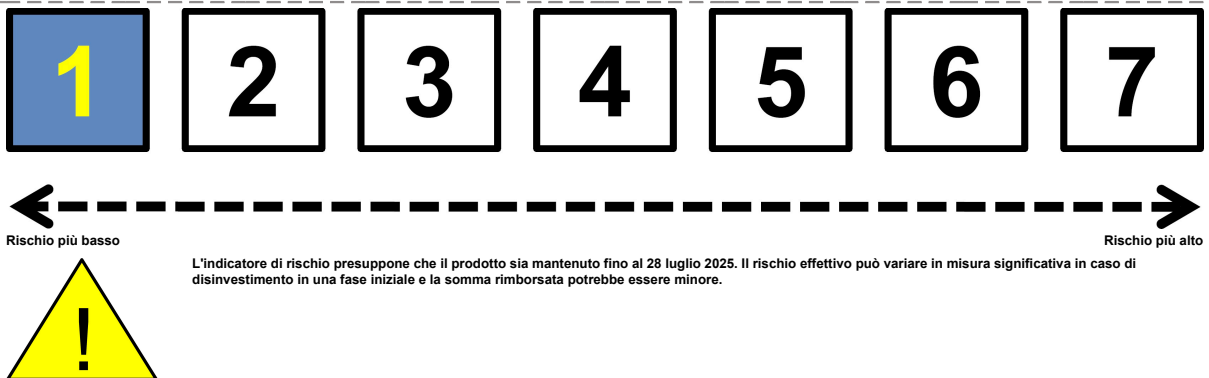 1 2 3 4 5 6 7
Rischio più basso Rischio più alto
L'indicatore di rischio presuppone che il prodotto sia mantenuto fino al 28 luglio 2025. Il rischio effettivo può variare in misura significativa in caso di
disinvestimento in una fase iniziale e la somma rimborsata potrebbe essere minore.
!